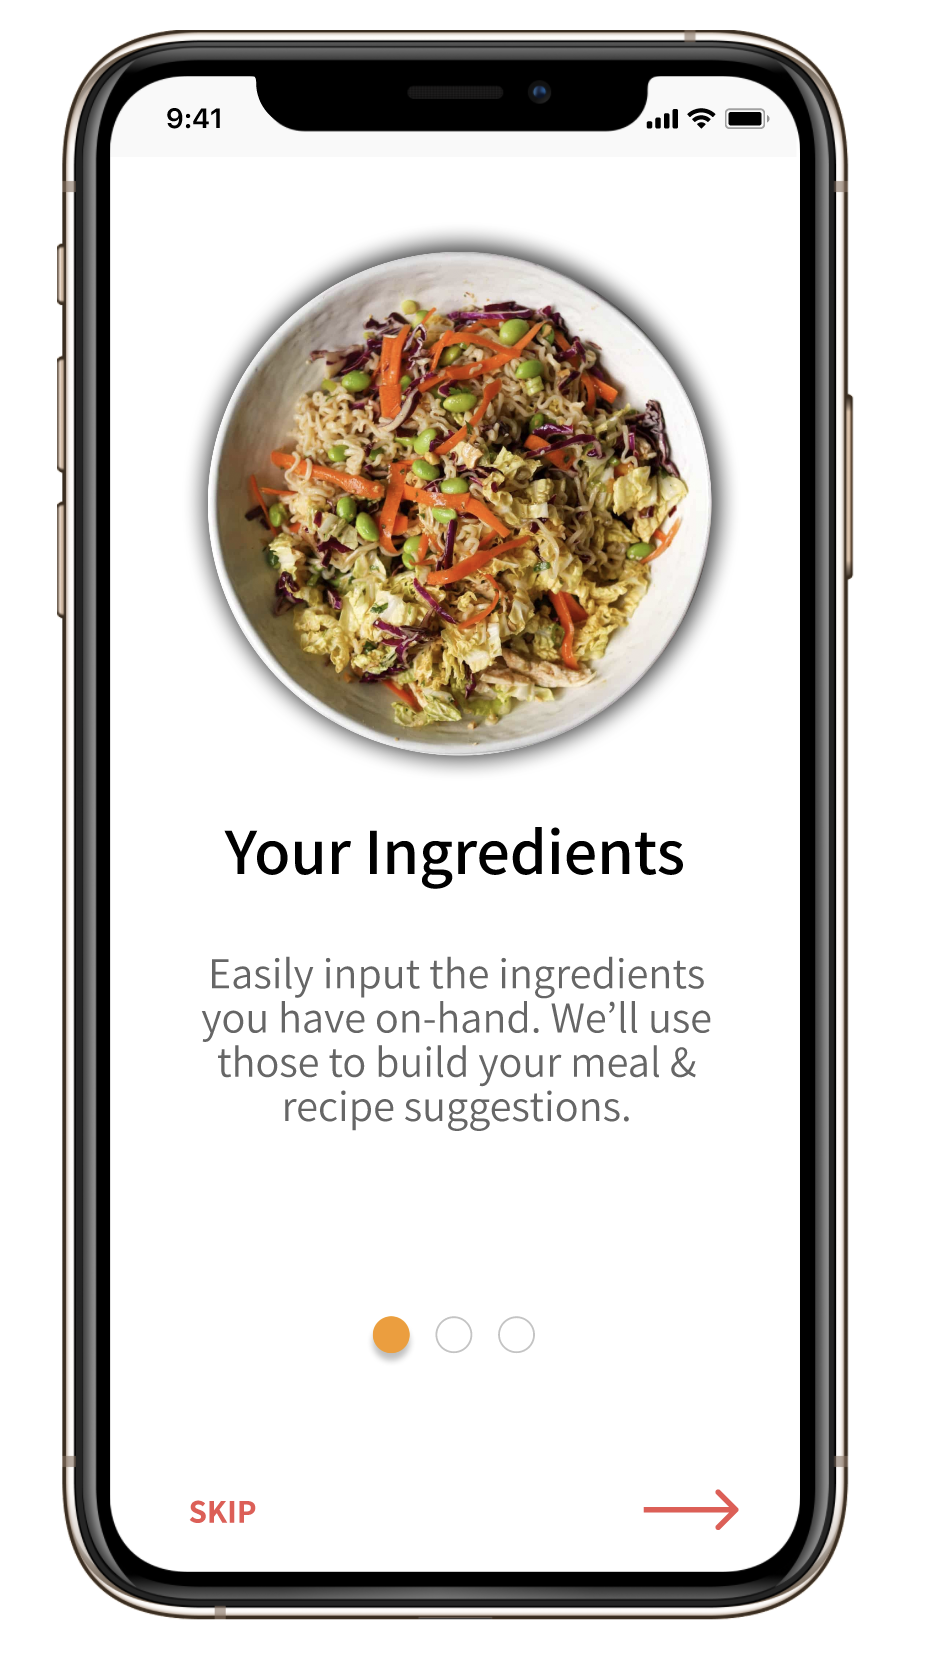 9:41
Your Ingredients
Easily input the ingredients
you have on-hand. We’ll use
those to build your meal &
recipe suggestions.
SKIP